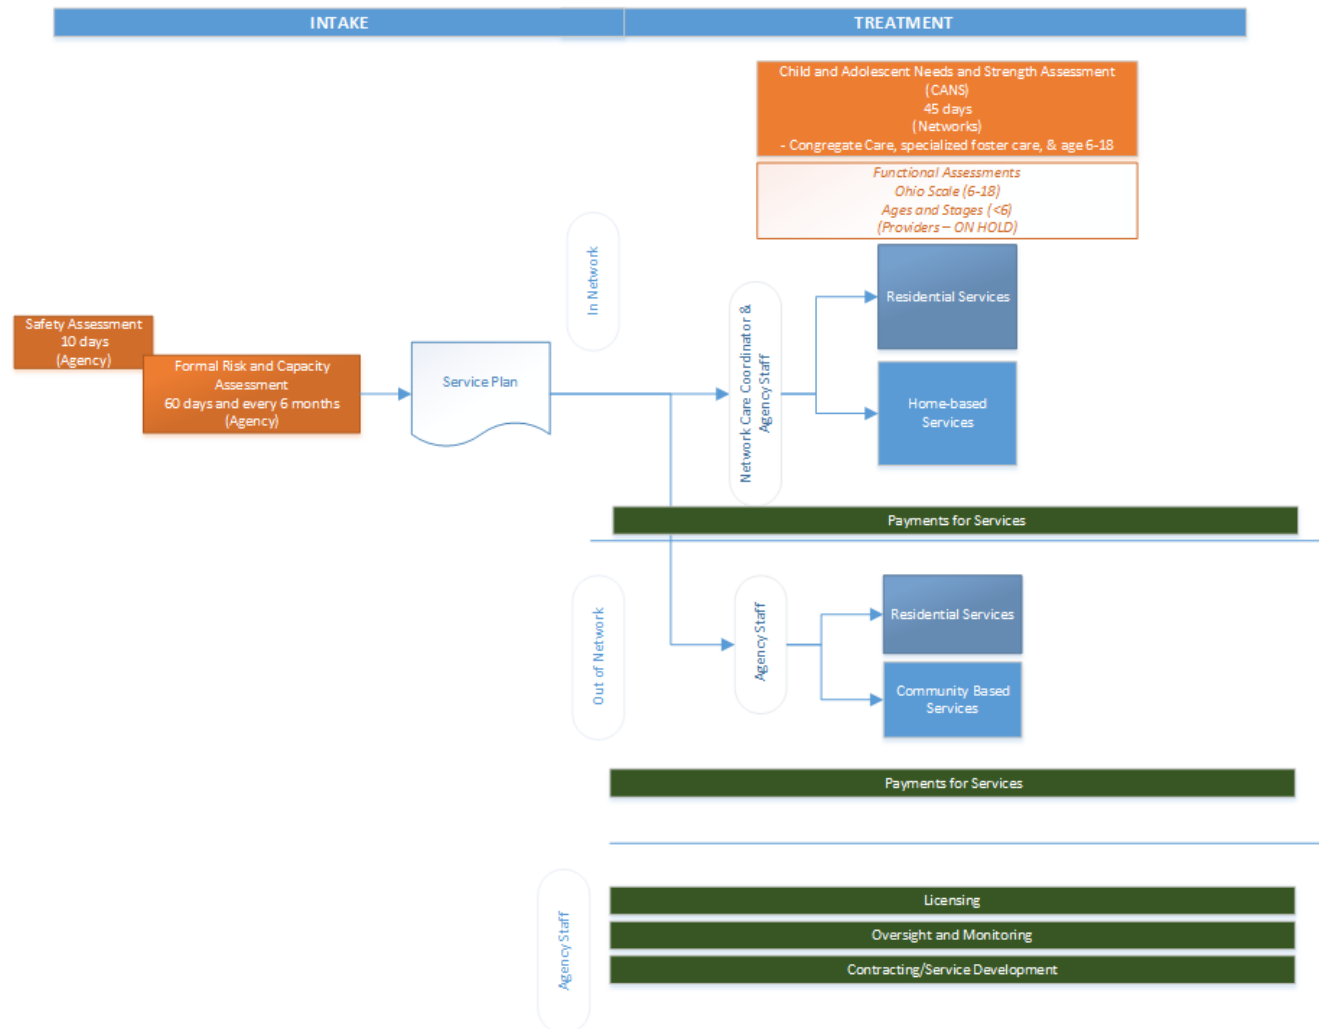 INTAKE
TREATMENT
Child and Adolescent Needs and Strength Assessment
(CANS)
45 days
(Networks)
- Congregate Care, specialized foster care, & age 6-18
Functional Assessments
Ohio Scale (6-18)
Ages and Stages (<6)
(Providers – ON HOLD)
In Network
Safety Assessment
10 days
(Agency)
Formal Risk and Capacity
Assessment
60 days and every 6 months
(Agency)
Service Plan
Network Care Coordinator &
Agency Staff
Residential Services
Home-based
Services
Payments for Services
Out of Network
Agency Staff
Residential Services
Community Based
Services
Payments for Services
Agency Staff
Licensing
Oversight and Monitoring
Contracting/Service Development